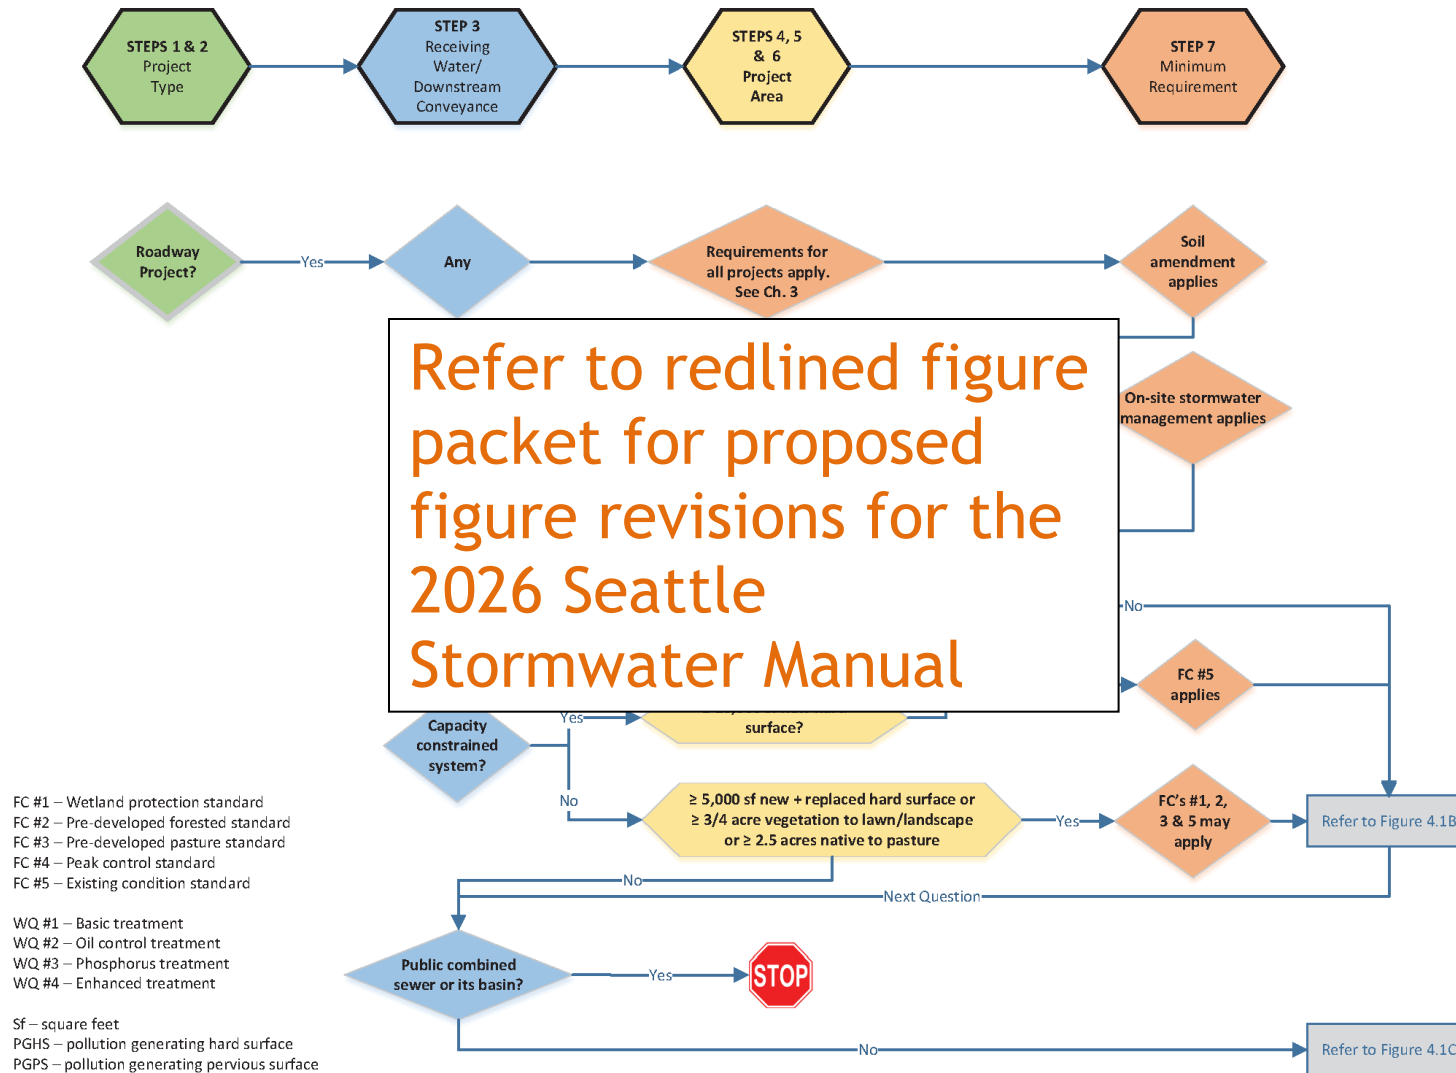 STEPS 1 & 2
Project
Type
STEP 3
Receiving
Water/
Downstream
Conveyance
STEPS 4, 5
& 6
Project
Area
STEP 7
Minimum
Requirement
Roadway
Project?
Yes
Any
Requirements for
all projects apply.
See Ch. 3
Soil
amendment
applies
Refer to redlined figure
packet for proposed
figure revisions for the
2026 Seattle
Stormwater Manual
On-site stormwater
management applies
No
FC #5
applies
Capacity
constrained
system?
Yes
surface?
No
≥ 5,000 sf new + replaced hard surface or
≥ 3/4 acre vegetation to lawn/landscape
or ≥ 2.5 acres native to pasture
Yes
FC's #1, 2,
3 & 5 may
apply
Refer to Figure 4.1B
No
Next Question
Public combined
sewer or its basin?
Yes
STOP
No
Refer to Figure 4.1C
FC #1 – Wetland protection standard
FC #2 – Pre-developed forested standard
FC #3 – Pre-developed pasture standard
FC #4 – Peak control standard
FC #5 – Existing condition standard
WQ #1 – Basic treatment
WQ #2 – Oil control treatment
WQ #3 – Phosphorus treatment
WQ #4 – Enhanced treatment
Sf – square feet
PGHS – pollution generating hard surface
PGPS – pollution generating pervious surface